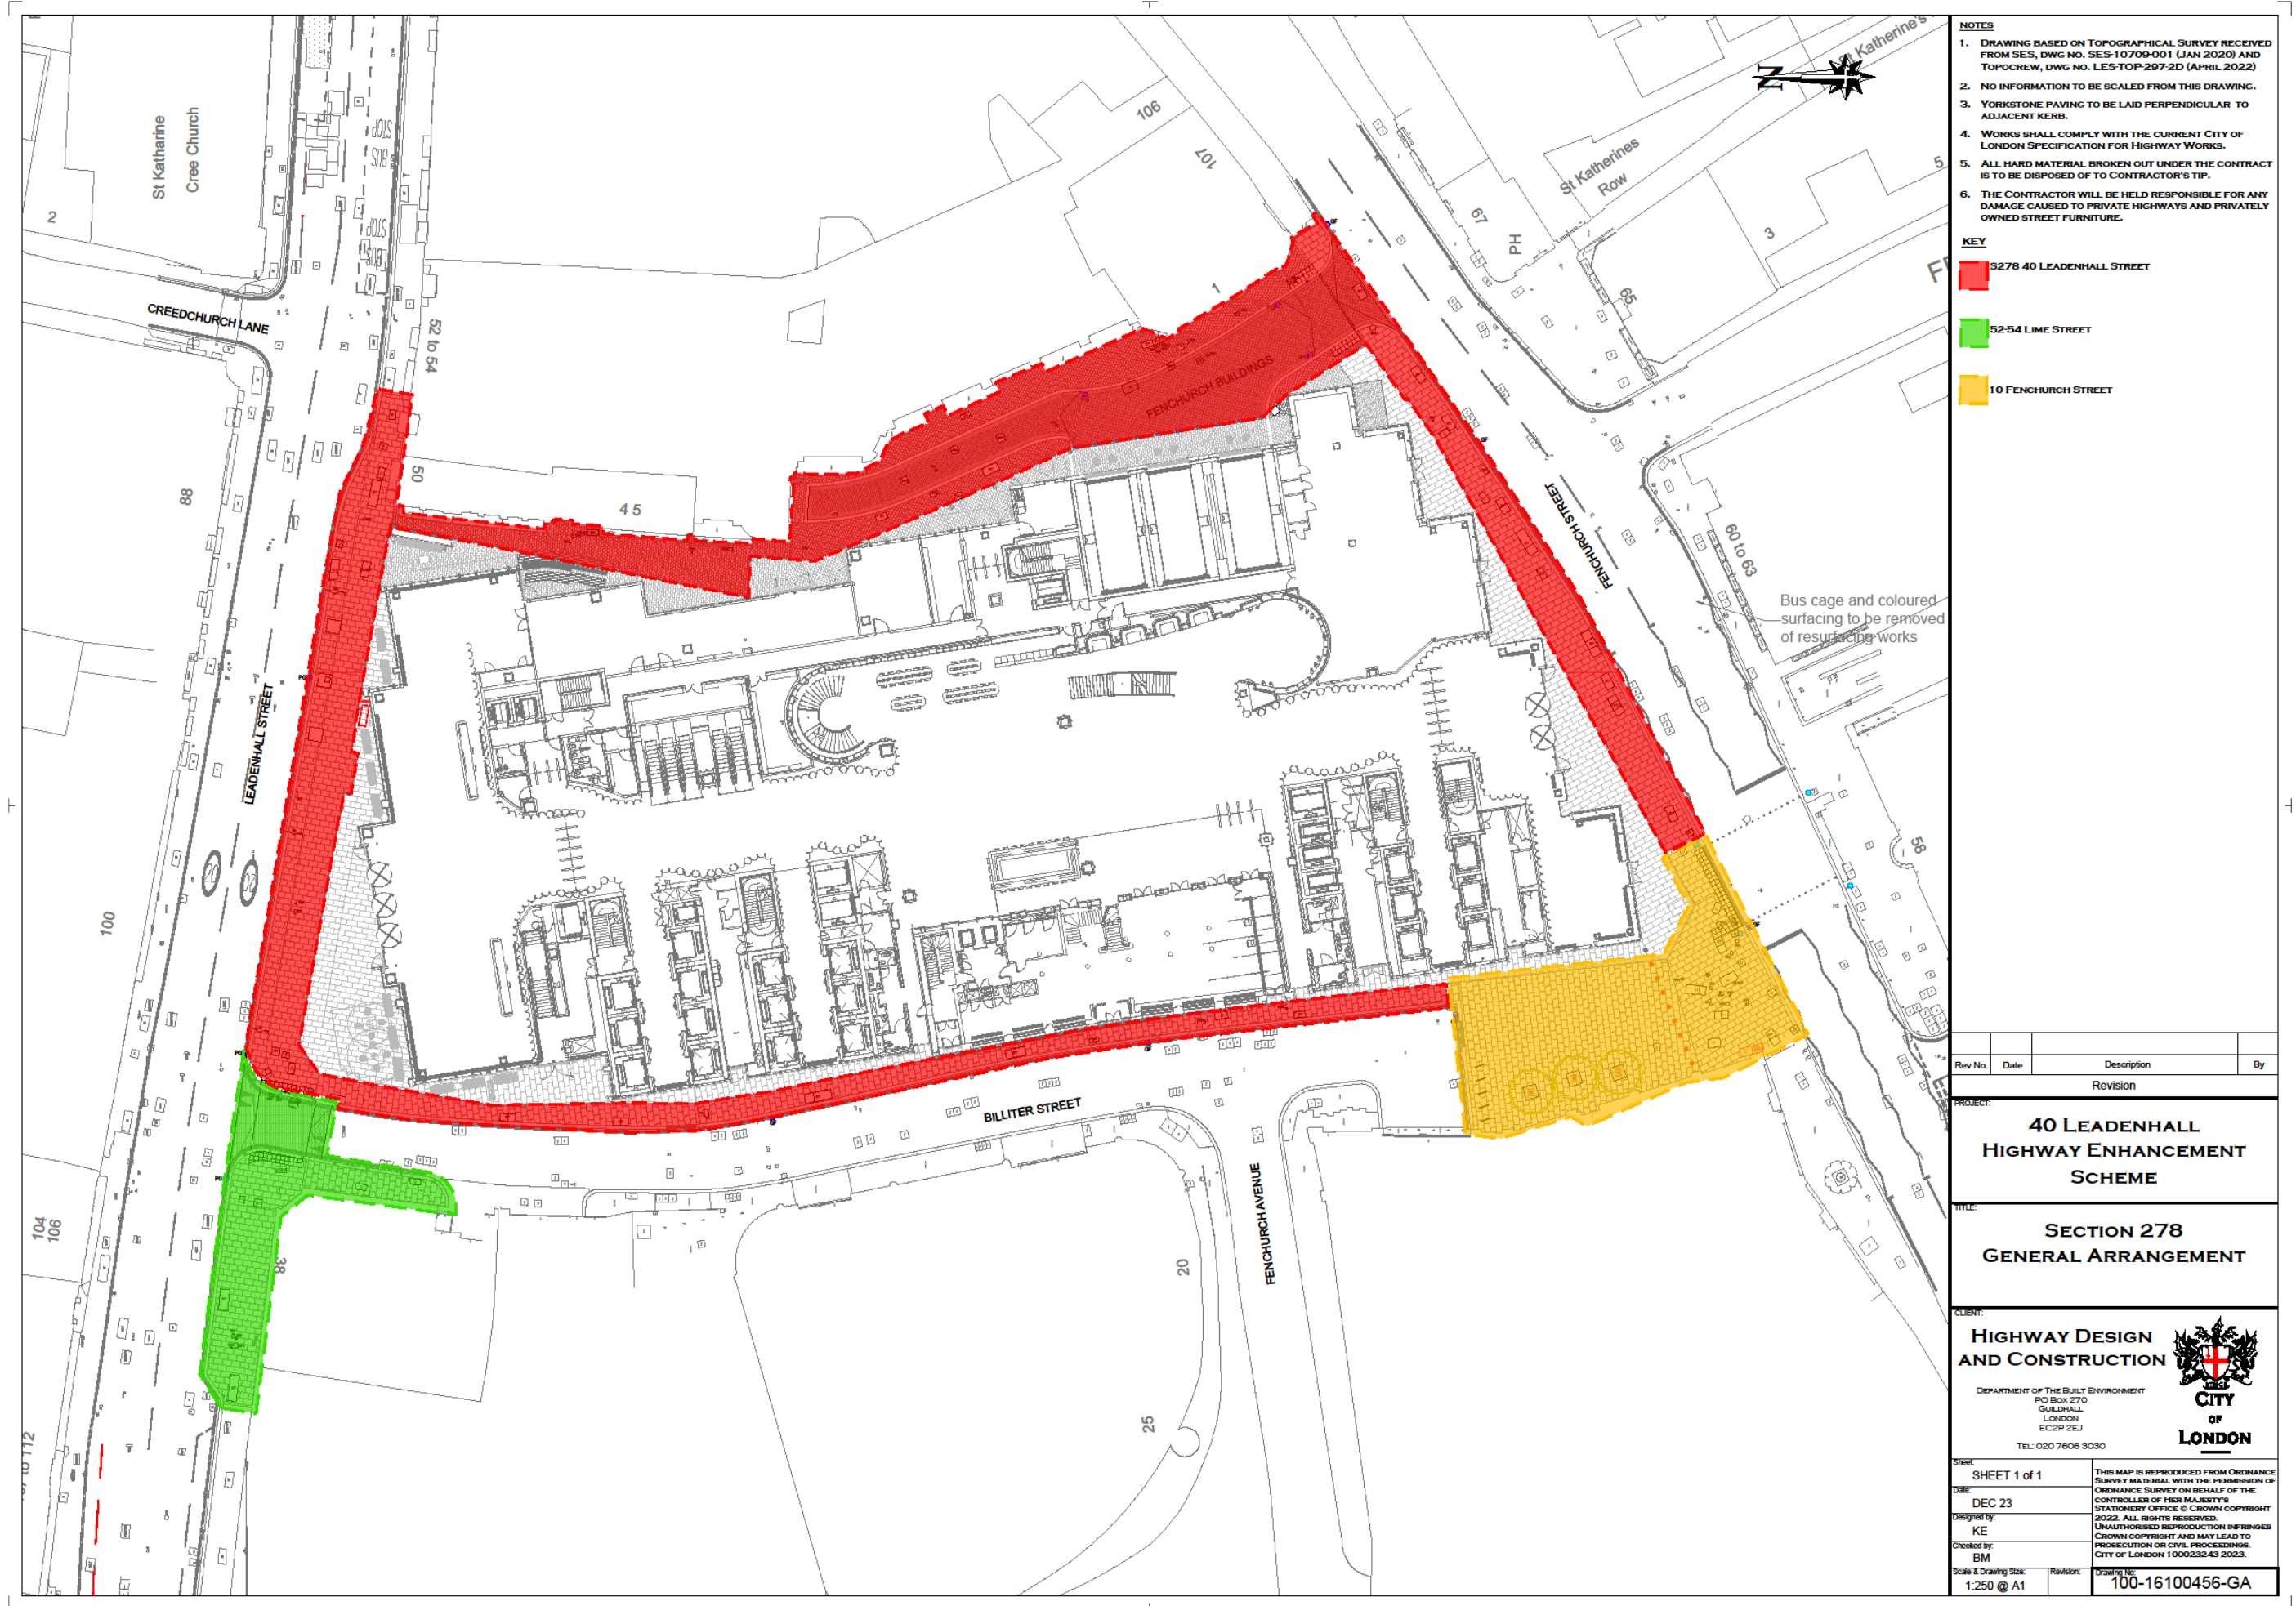 NOTES
1. DRAWING BASED ON TOPOGRAPHICAL SURVEY RECEIVED
FROM SES, DWG NO. SES-10709-001 (JAN 2020) AND
TOPOCREW, DWG NO. LES-TOP-297-2D (APRIL 2022)
2. NO INFORMATION TO BE SCALED FROM THIS DRAWING.
3. YORKSTONE PAVING TO BE LAID PERPENDICULAR TO
ADJACENT KERB.
4. WORKS SHALL COMPLY WITH THE CURRENT CITY OF
LONDON SPECIFICATION FOR HIGHWAY WORKS.
5. ALL HARD MATERIAL BROKEN OUT UNDER THE CONTRACT
IS TO BE DISPOSED OF TO CONTRACTOR'S TIP.
6. THE CONTRACTOR WILL BE HELD RESPONSIBLE FOR ANY
DAMAGE CAUSED TO PRIVATE HIGHWAYS AND PRIVATELY
OWNED STREET FURNITURE.
KEY
S278 40 LEADENHALL STREET
52-54 LIME STREET
10 FENCHURCH STREET
N
St Katherine's
St Katharine
Cree Church
2
BUS
STOP
BUS
STOP
106
107
St Katherines
Row
67
PH
65
3
5
CREEDCHURCH LANE
52 to 54
50
4 5
1
88
FENCHURCH BUILDINGS
FENCHURCH STREET
60 to 63
Bus cage and coloured
surfacing to be removed
of resurfacing works
LEADENHALL STREET
20
20
58
100
BILLITER STREET
FENCHURCH AVENUE
104
106
38
20
25
Rev No. Date Description By
Revision
PROJECT:
40 LEADENHALL
HIGHWAY ENHANCEMENT
SCHEME
TITLE:
SECTION 278
GENERAL ARRANGEMENT
CLIENT:
HIGHWAY DESIGN
AND CONSTRUCTION
DEPARTMENT OF THE BUILT ENVIRONMENT
PO BOX 270
GUILDHALL
LONDON
EC2P 2EJ
TEL: 020 7606 3030
CITY
OF
LONDON
Sheet:
SHEET 1 of 1
Date:
DEC 23
Designed by:
KE
Checked by:
BM
Scale & Drawing Size:
1:250 @ A1
Revision:
THIS MAP IS REPRODUCED FROM ORDNANCE
SURVEY MATERIAL WITH THE PERMISSION OF
ORDNANCE SURVEY ON BEHALF OF THE
CONTROLLER OF HER MAJESTY'S
STATIONERY OFFICE © CROWN COPYRIGHT
2022. ALL RIGHTS RESERVED.
UNAUTHORISED REPRODUCTION INFRINGES
CROWN COPYRIGHT AND MAY LEAD TO
PROSECUTION OR CIVIL PROCEEDINGS.
CITY OF LONDON 100023243 2023.
Drawing No:
100-16100456-GA